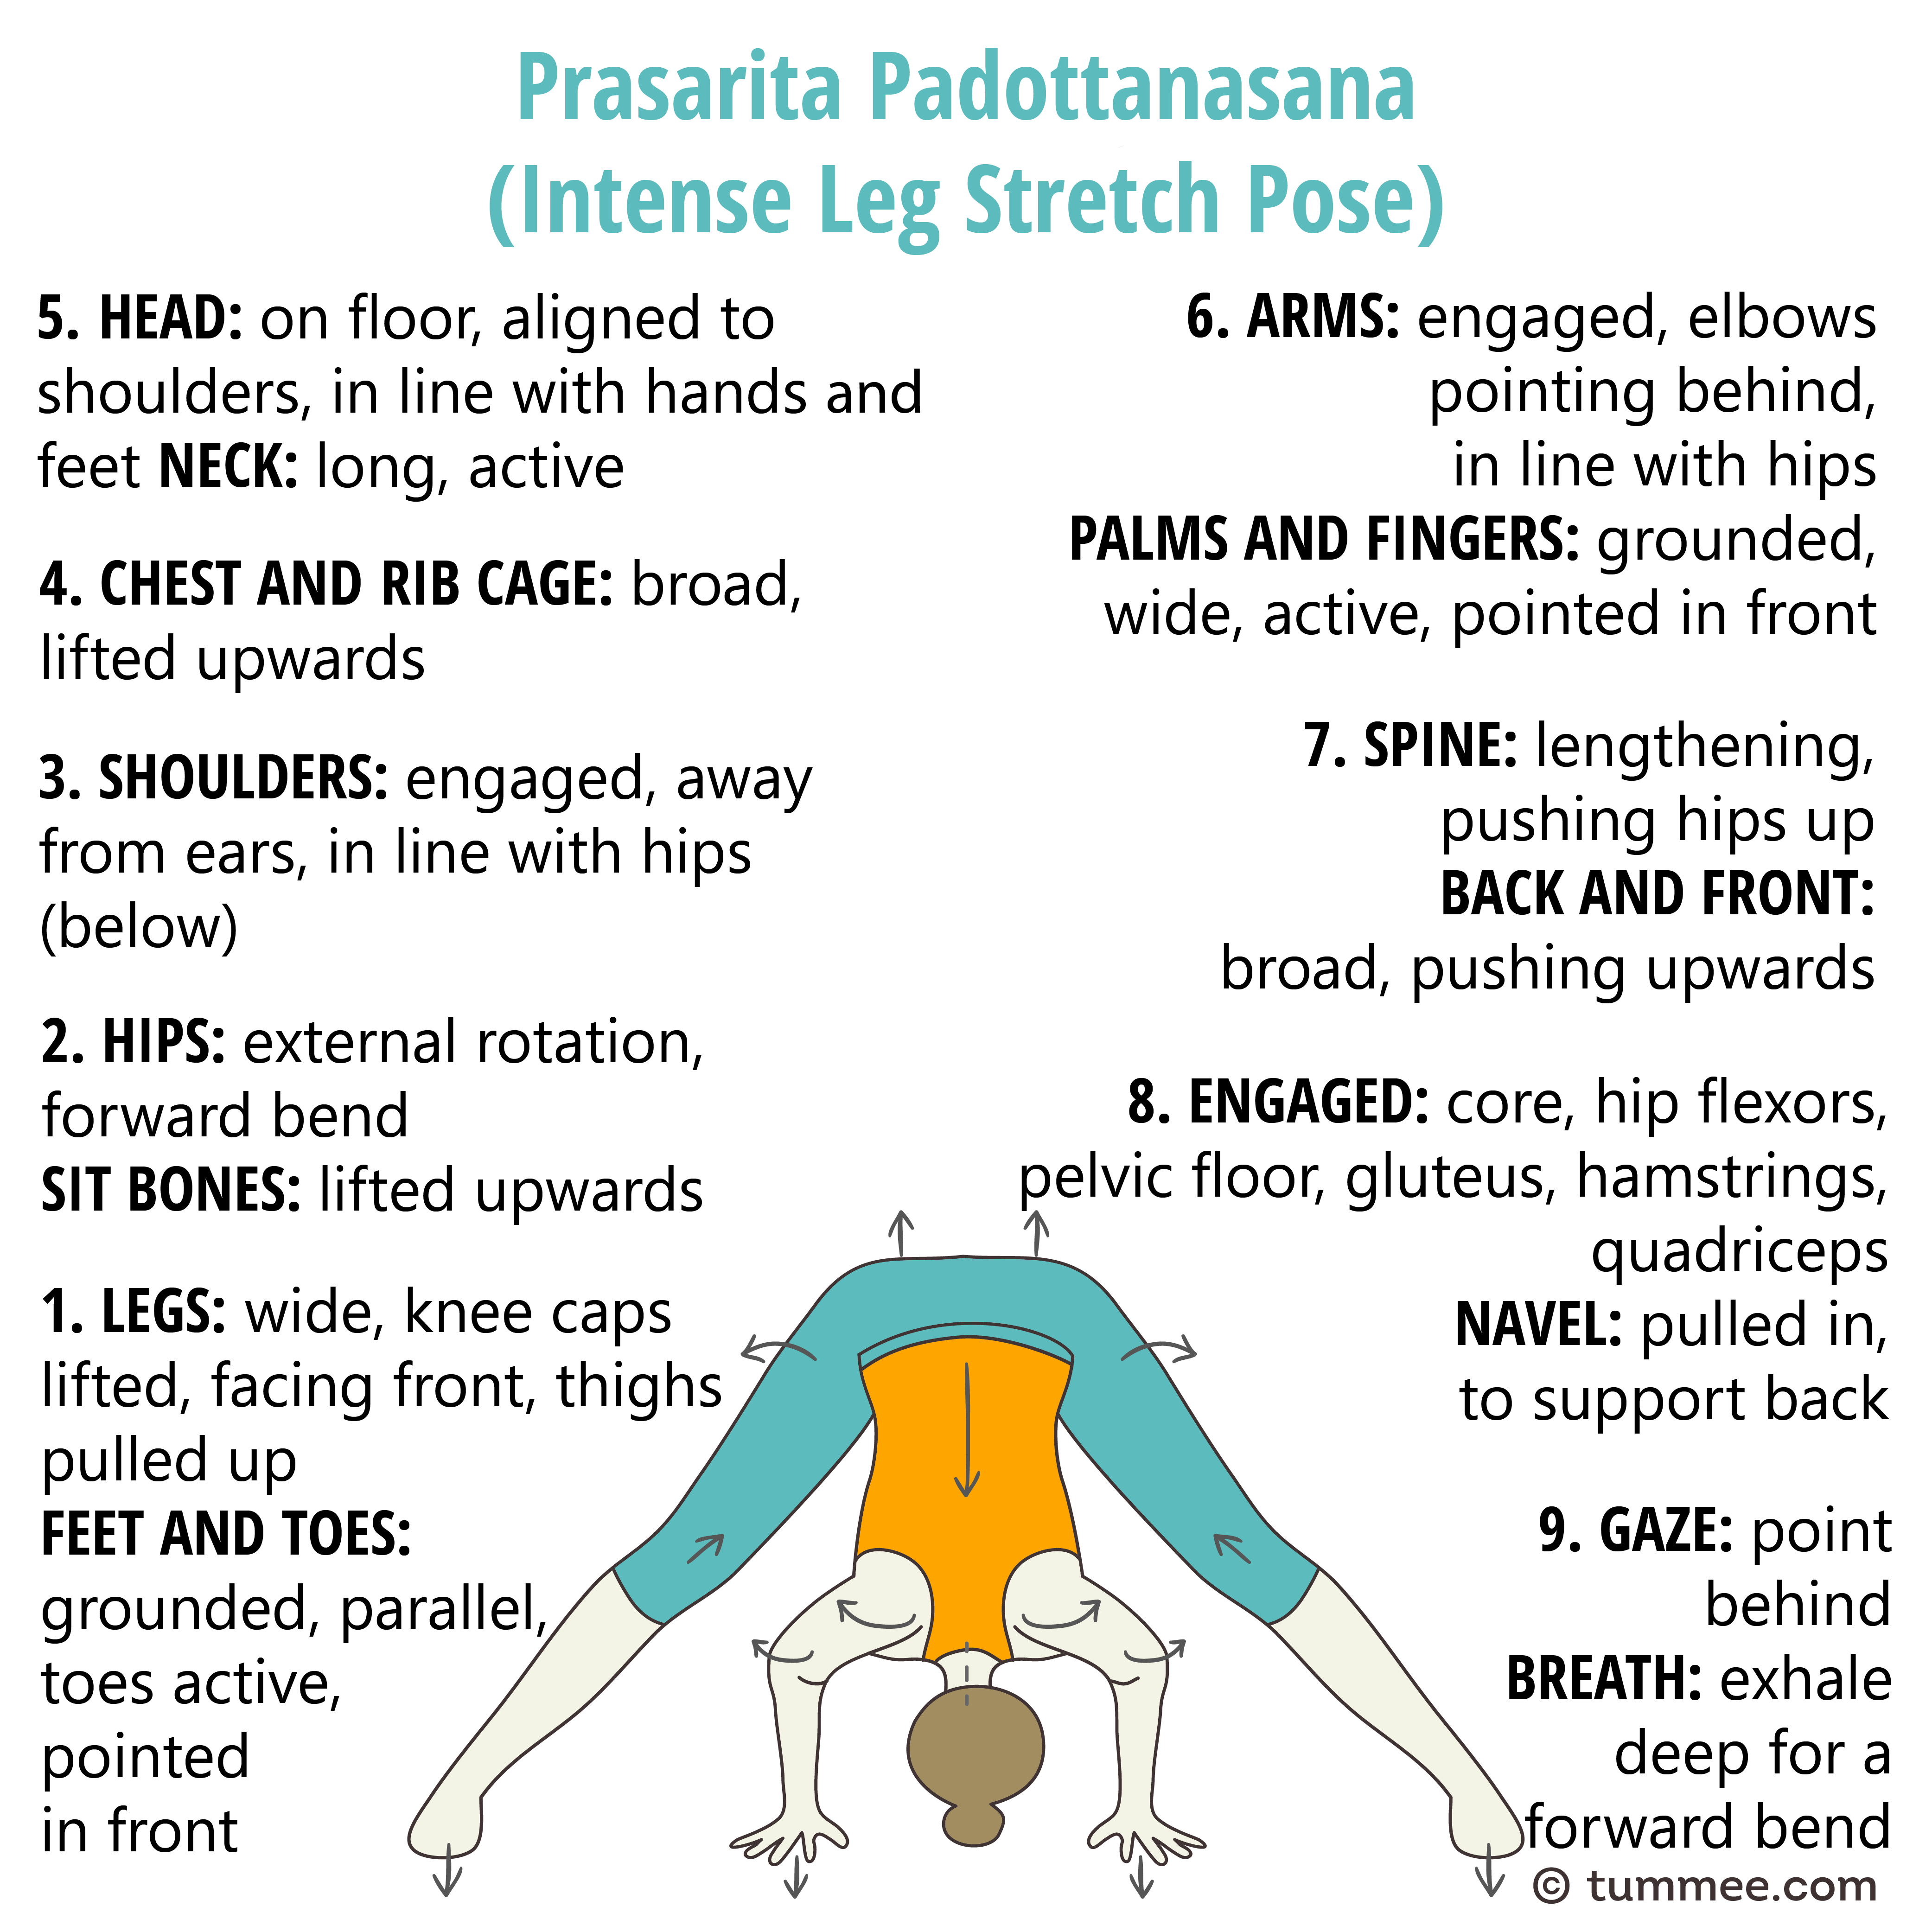 Prasarita Padottanasana
(Intense Leg Stretch Pose)
5. HEAD: on floor, aligned to
shoulders, in line with hands and
feet NECK: long, active
4. CHEST AND RIB CAGE: broad,
lifted upwards
3. SHOULDERS: engaged, away
from ears, in line with hips
(below)
2. HIPS: external rotation,
forward bend
SIT BONES: lifted upwards
1. LEGS: wide, knee caps
lifted, facing front, thighs
pulled up
FEET AND TOES:
grounded, parallel,
toes active,
pointed
in front
6. ARMS: engaged, elbows
pointing behind,
in line with hips
PALMS AND FINGERS: grounded,
wide, active, pointed in front
7. SPINE: lengthening,
pushing hips up
BACK AND FRONT:
broad, pushing upwards
8. ENGAGED: core, hip flexors,
pelvic floor, gluteus, hamstrings,
quadriceps
NAVEL: pulled in,
to support back
9. GAZE: point
behind
BREATH: exhale
deep for a
forward bend
© tummee.com